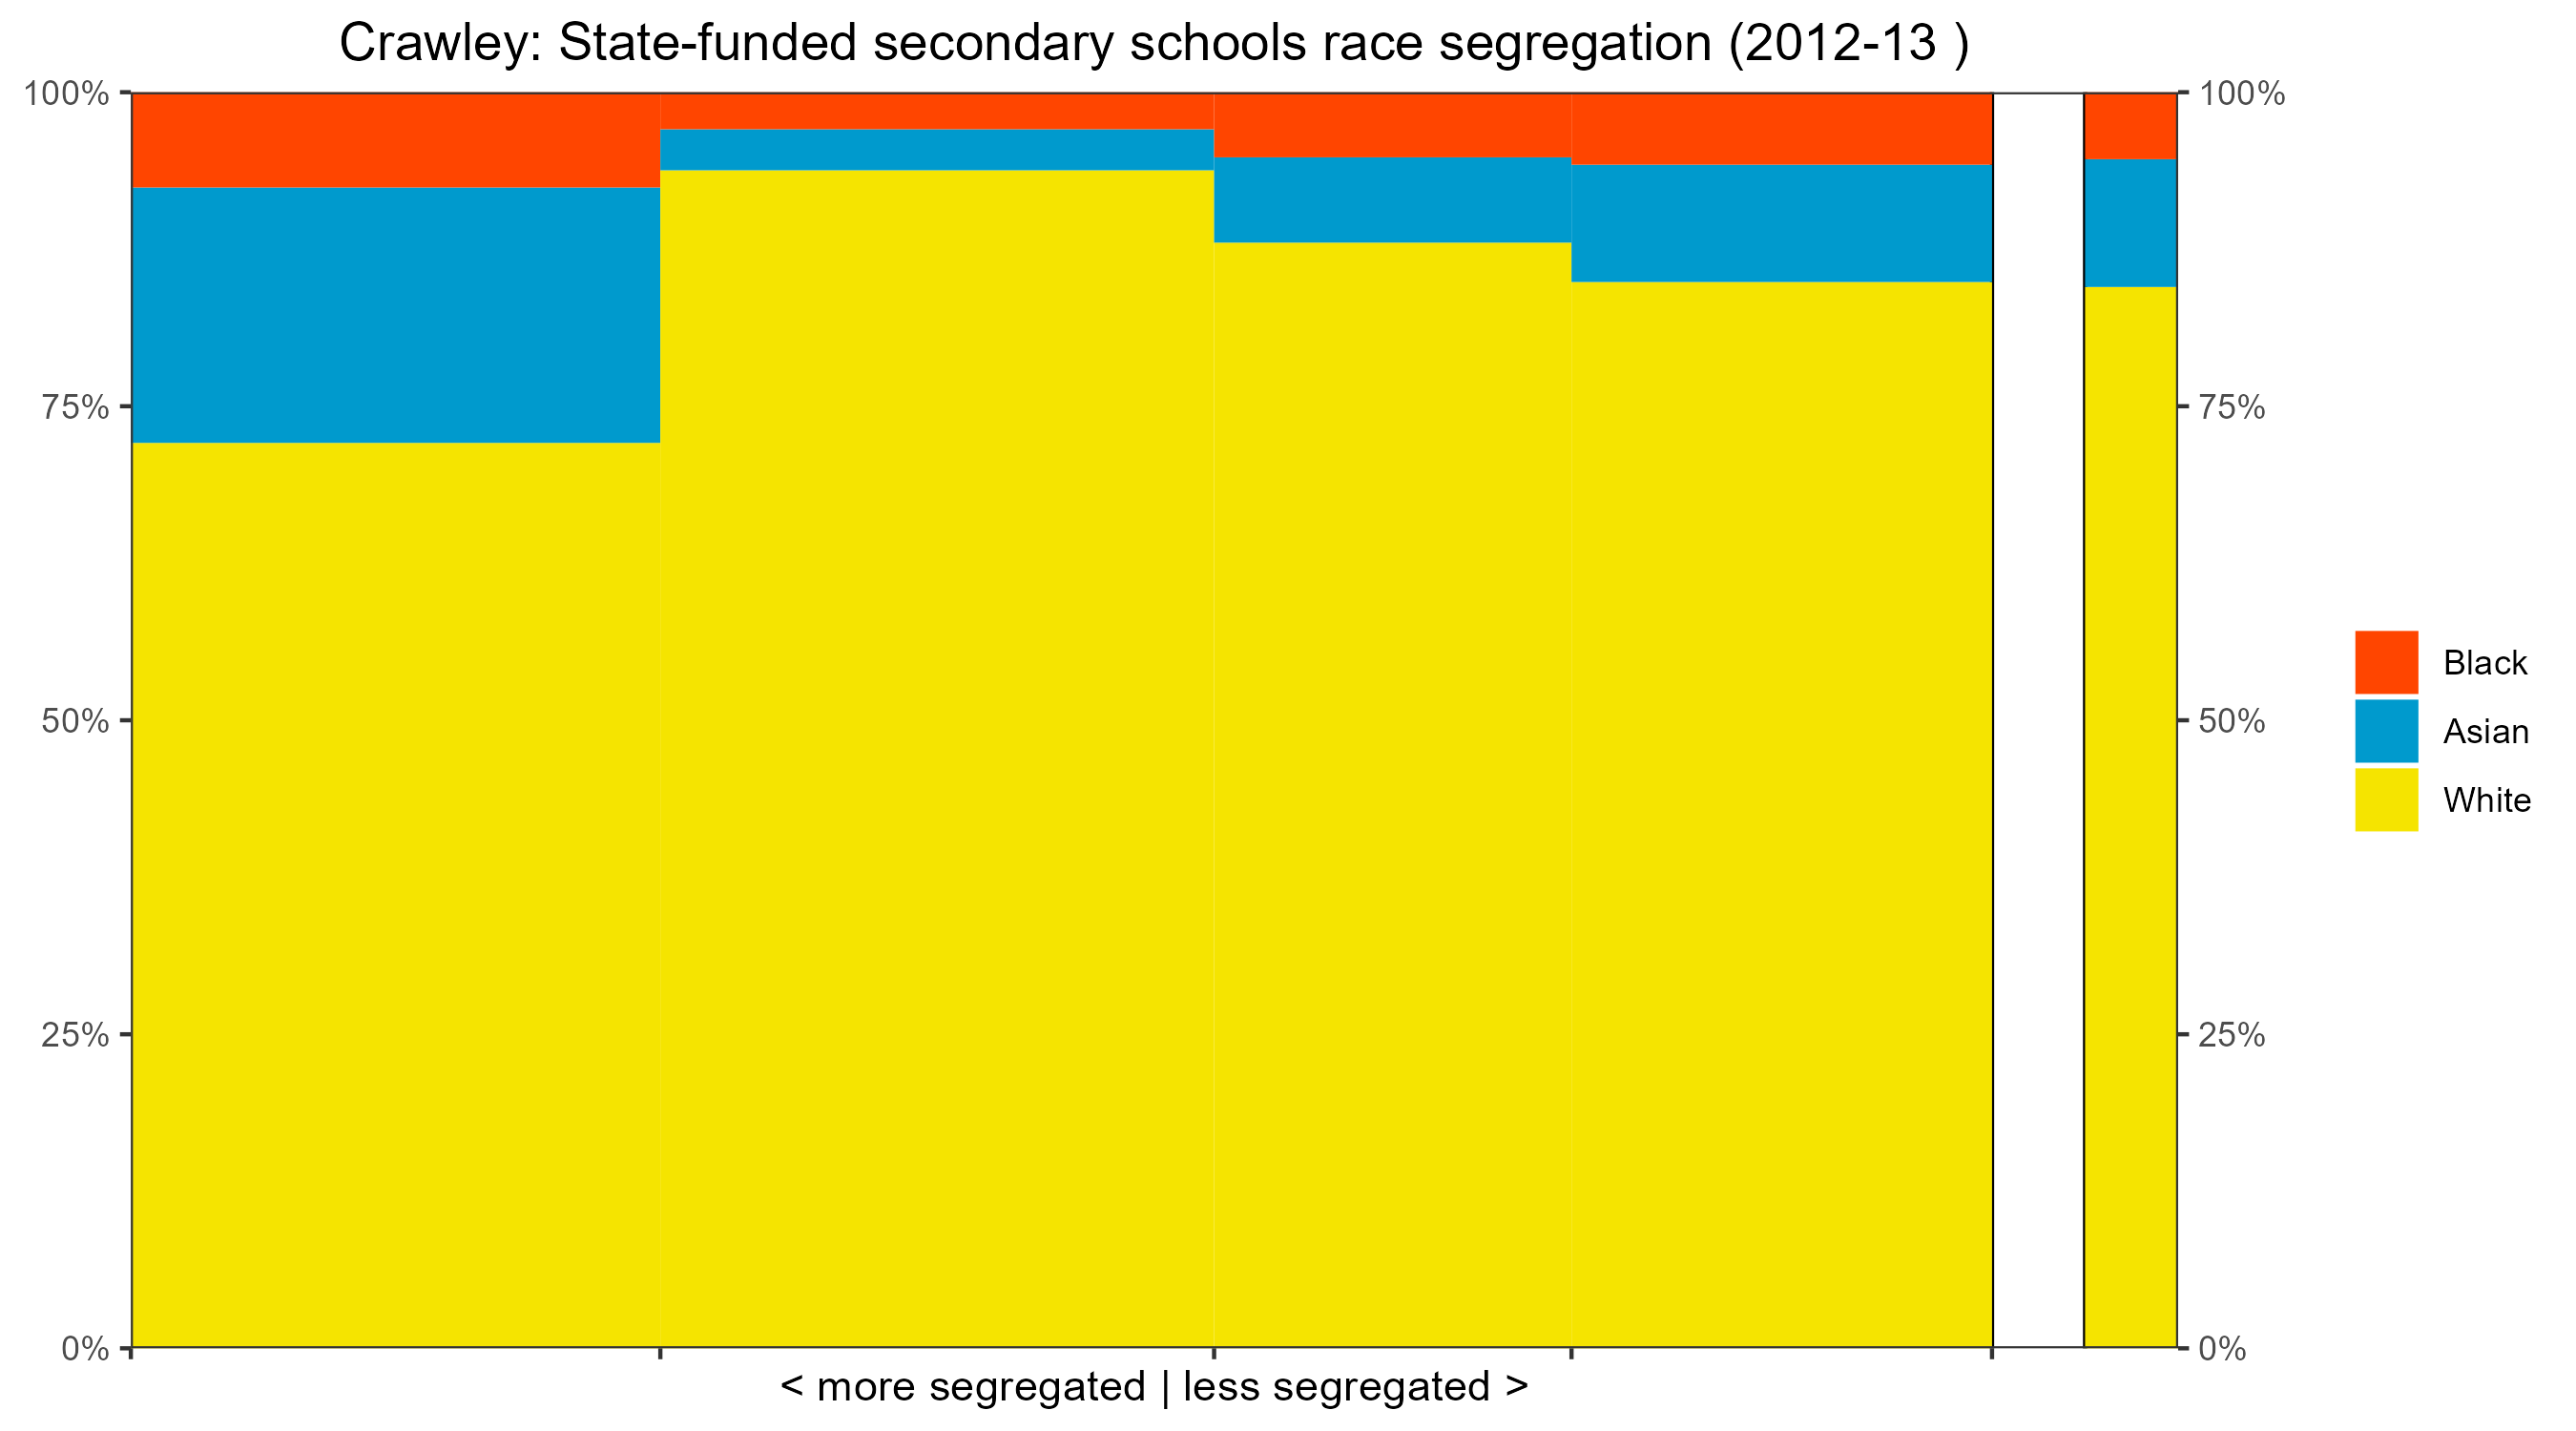 Crawley: State-funded secondary schools race segregation (2012-13 )
100%
75%
50%
25%
0%
100%
75%
50%
25%
0%
Black
Asian
White
< more segregated | less segregated >